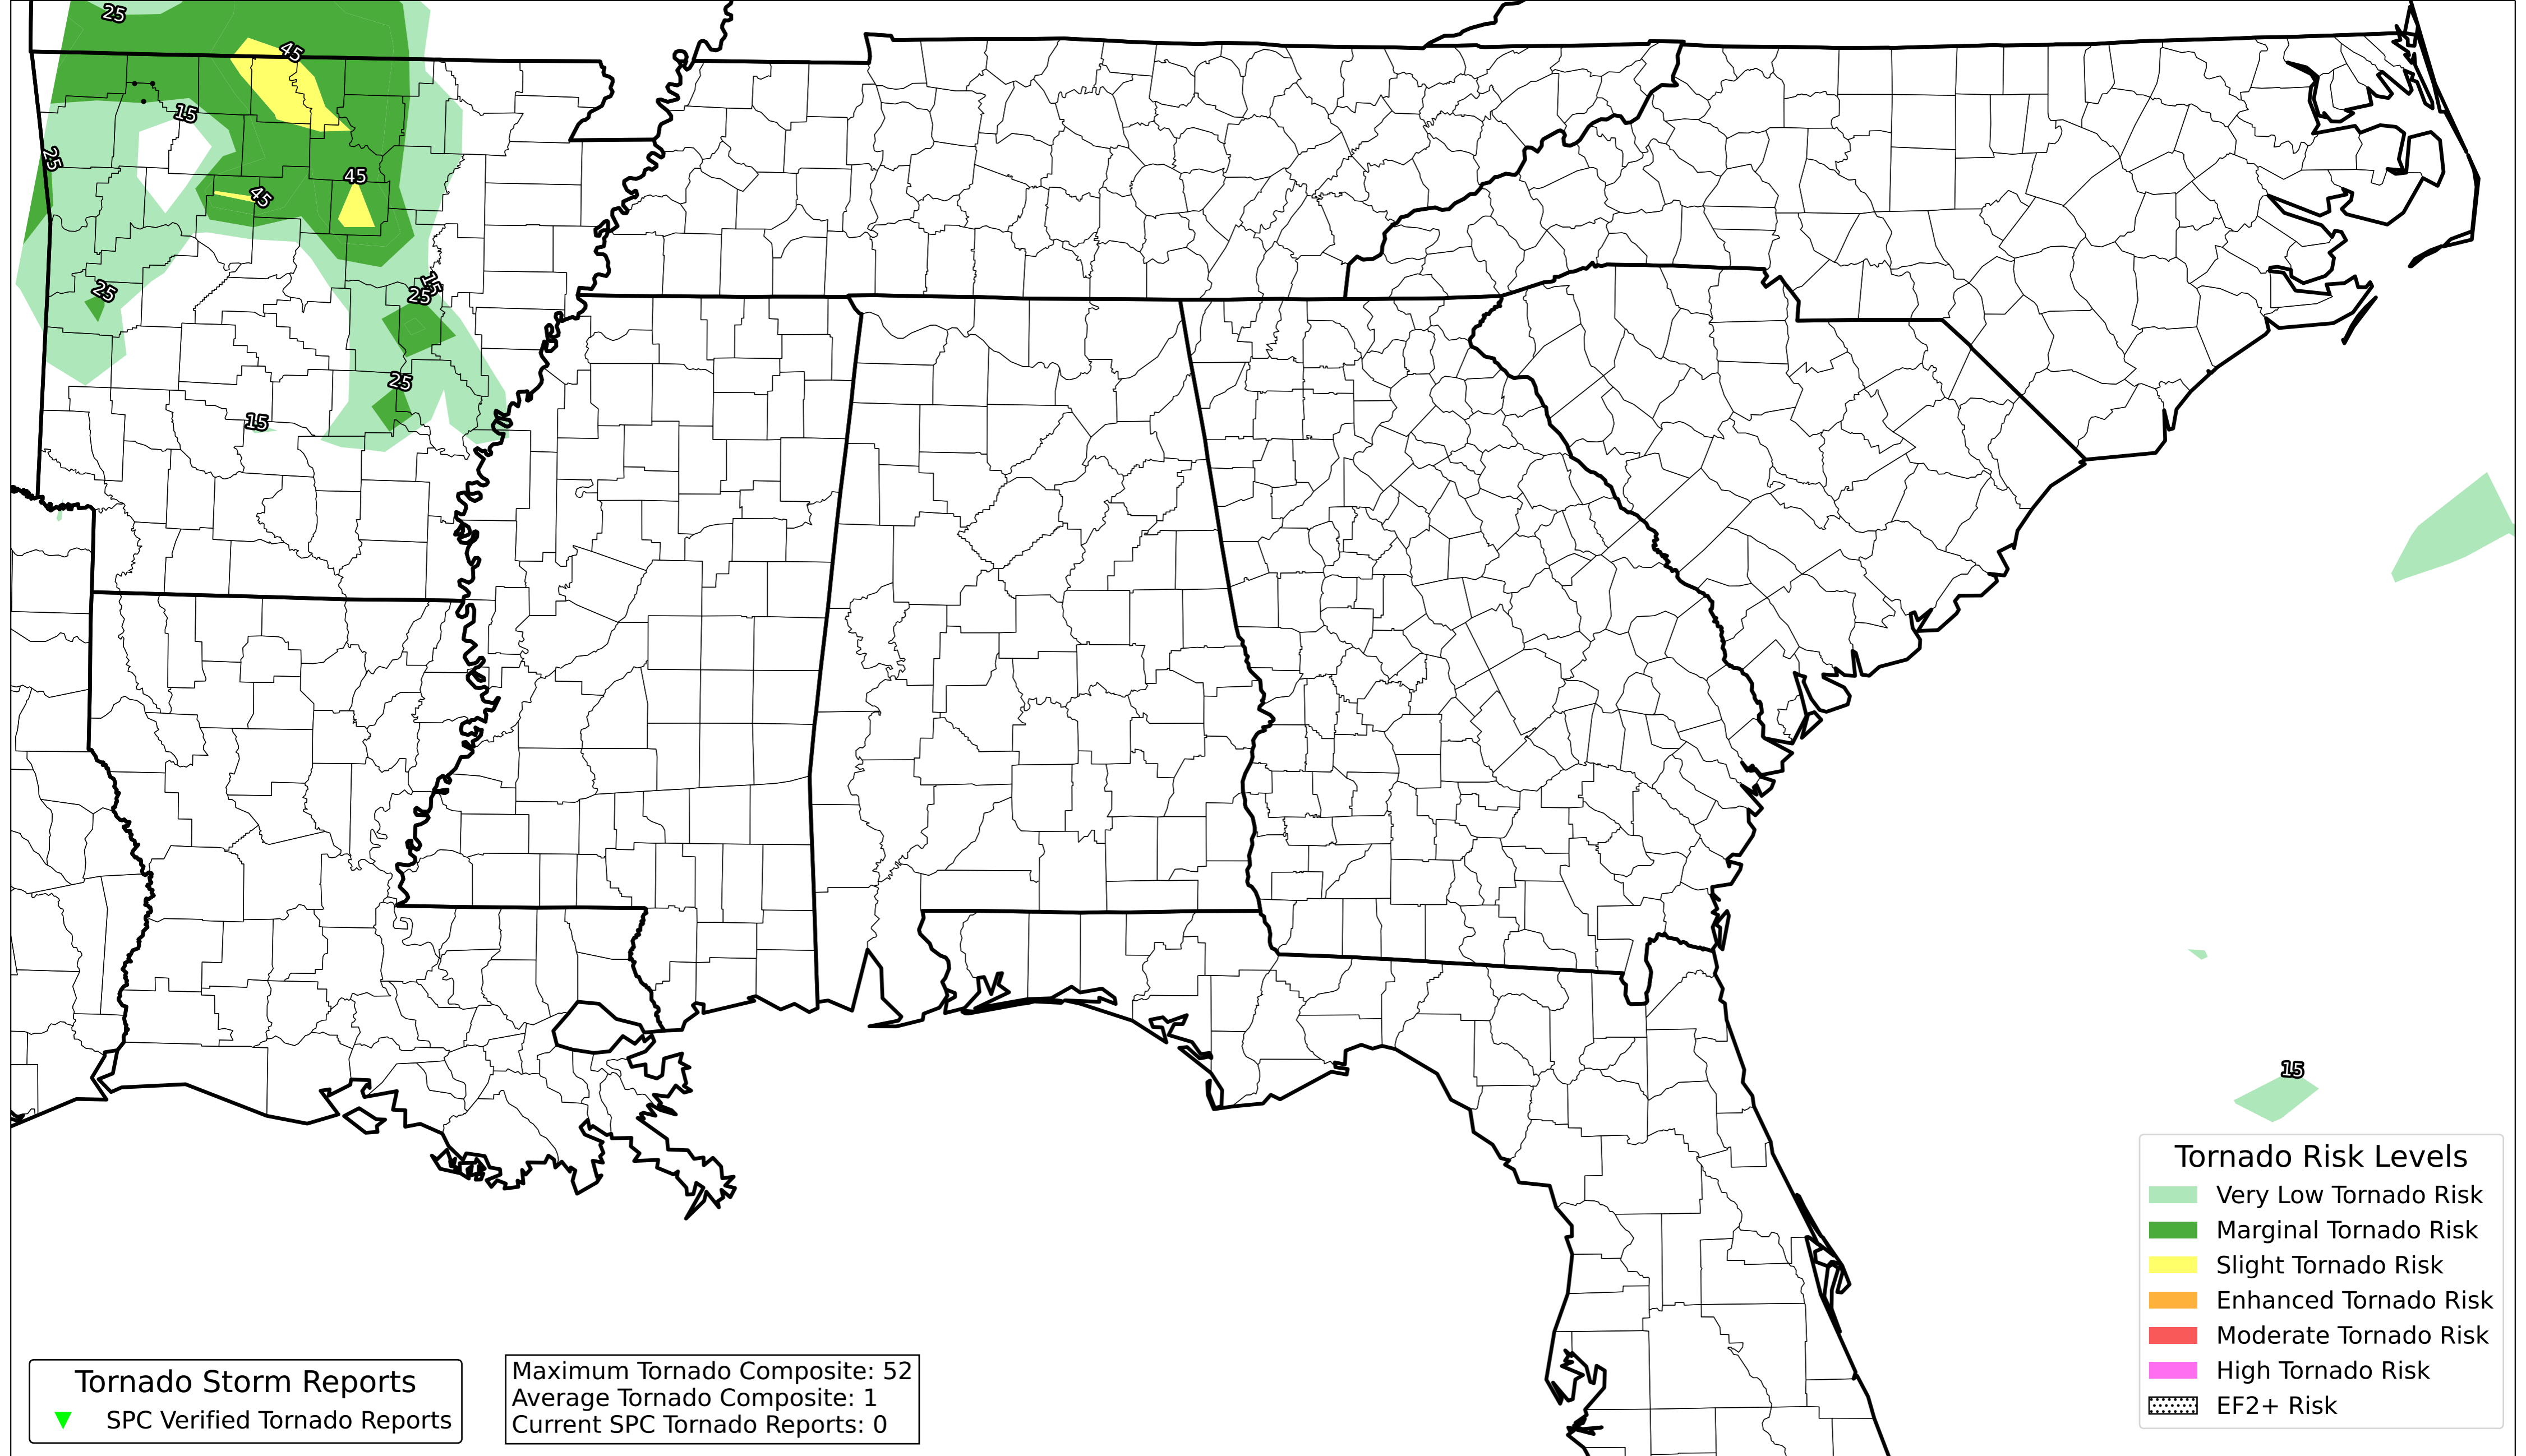 25
45
15
25
45
45
25
15
25
25
15
15
Tornado Risk Levels
Very Low Tornado Risk
Marginal Tornado Risk
Slight Tornado Risk
Enhanced Tornado Risk
Moderate Tornado Risk
High Tornado Risk
EF2+ Risk
Tornado Storm Reports
SPC Verified Tornado Reports
Maximum Tornado Composite: 52
Average Tornado Composite: 1
Current SPC Tornado Reports: 0